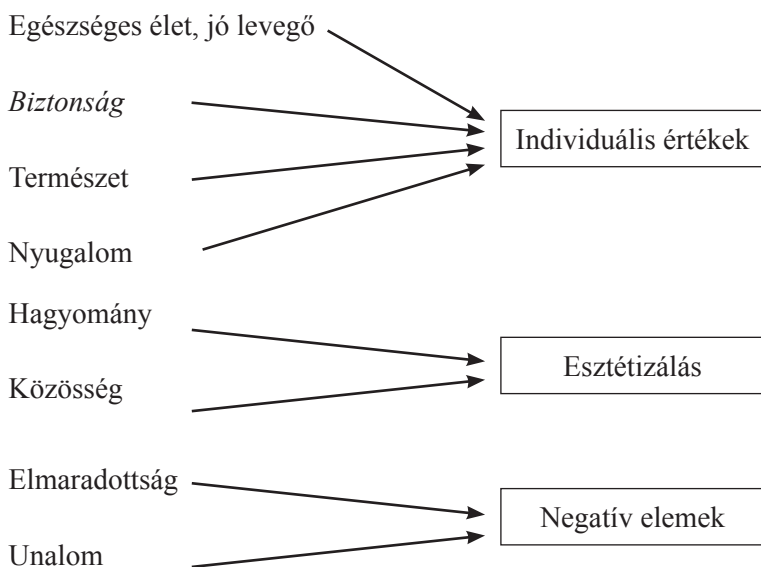 Egészséges élet, jó levegő
Biztonság
Individuális értékek
Természet
Nyugalom
Hagyomány
Esztétizálás
Közösség
Elmaradottság
Negatív elemek
Unalom